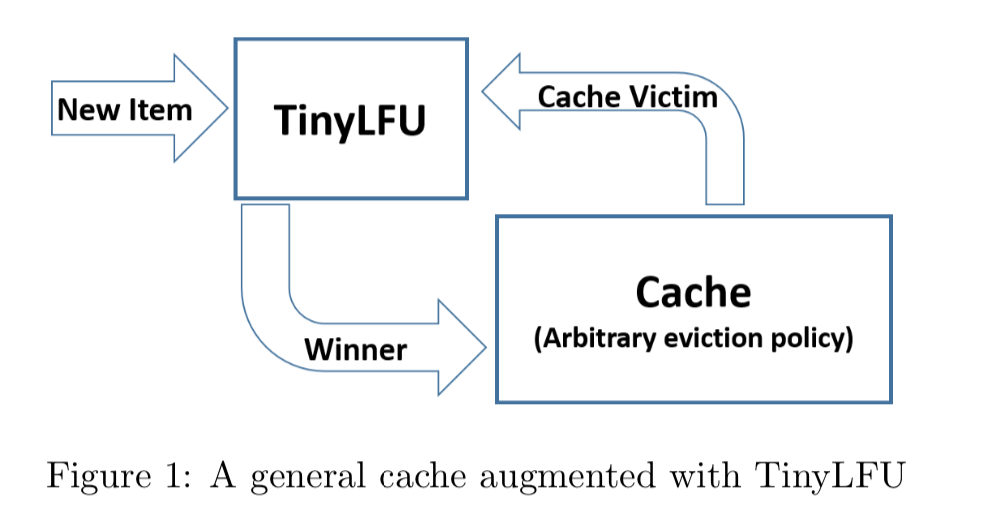 New Item
TinyLFU
Cache Victim
Cache
(Arbitrary eviction policy)
Winner
Figure 1: A general cache augmented with TinyLFU